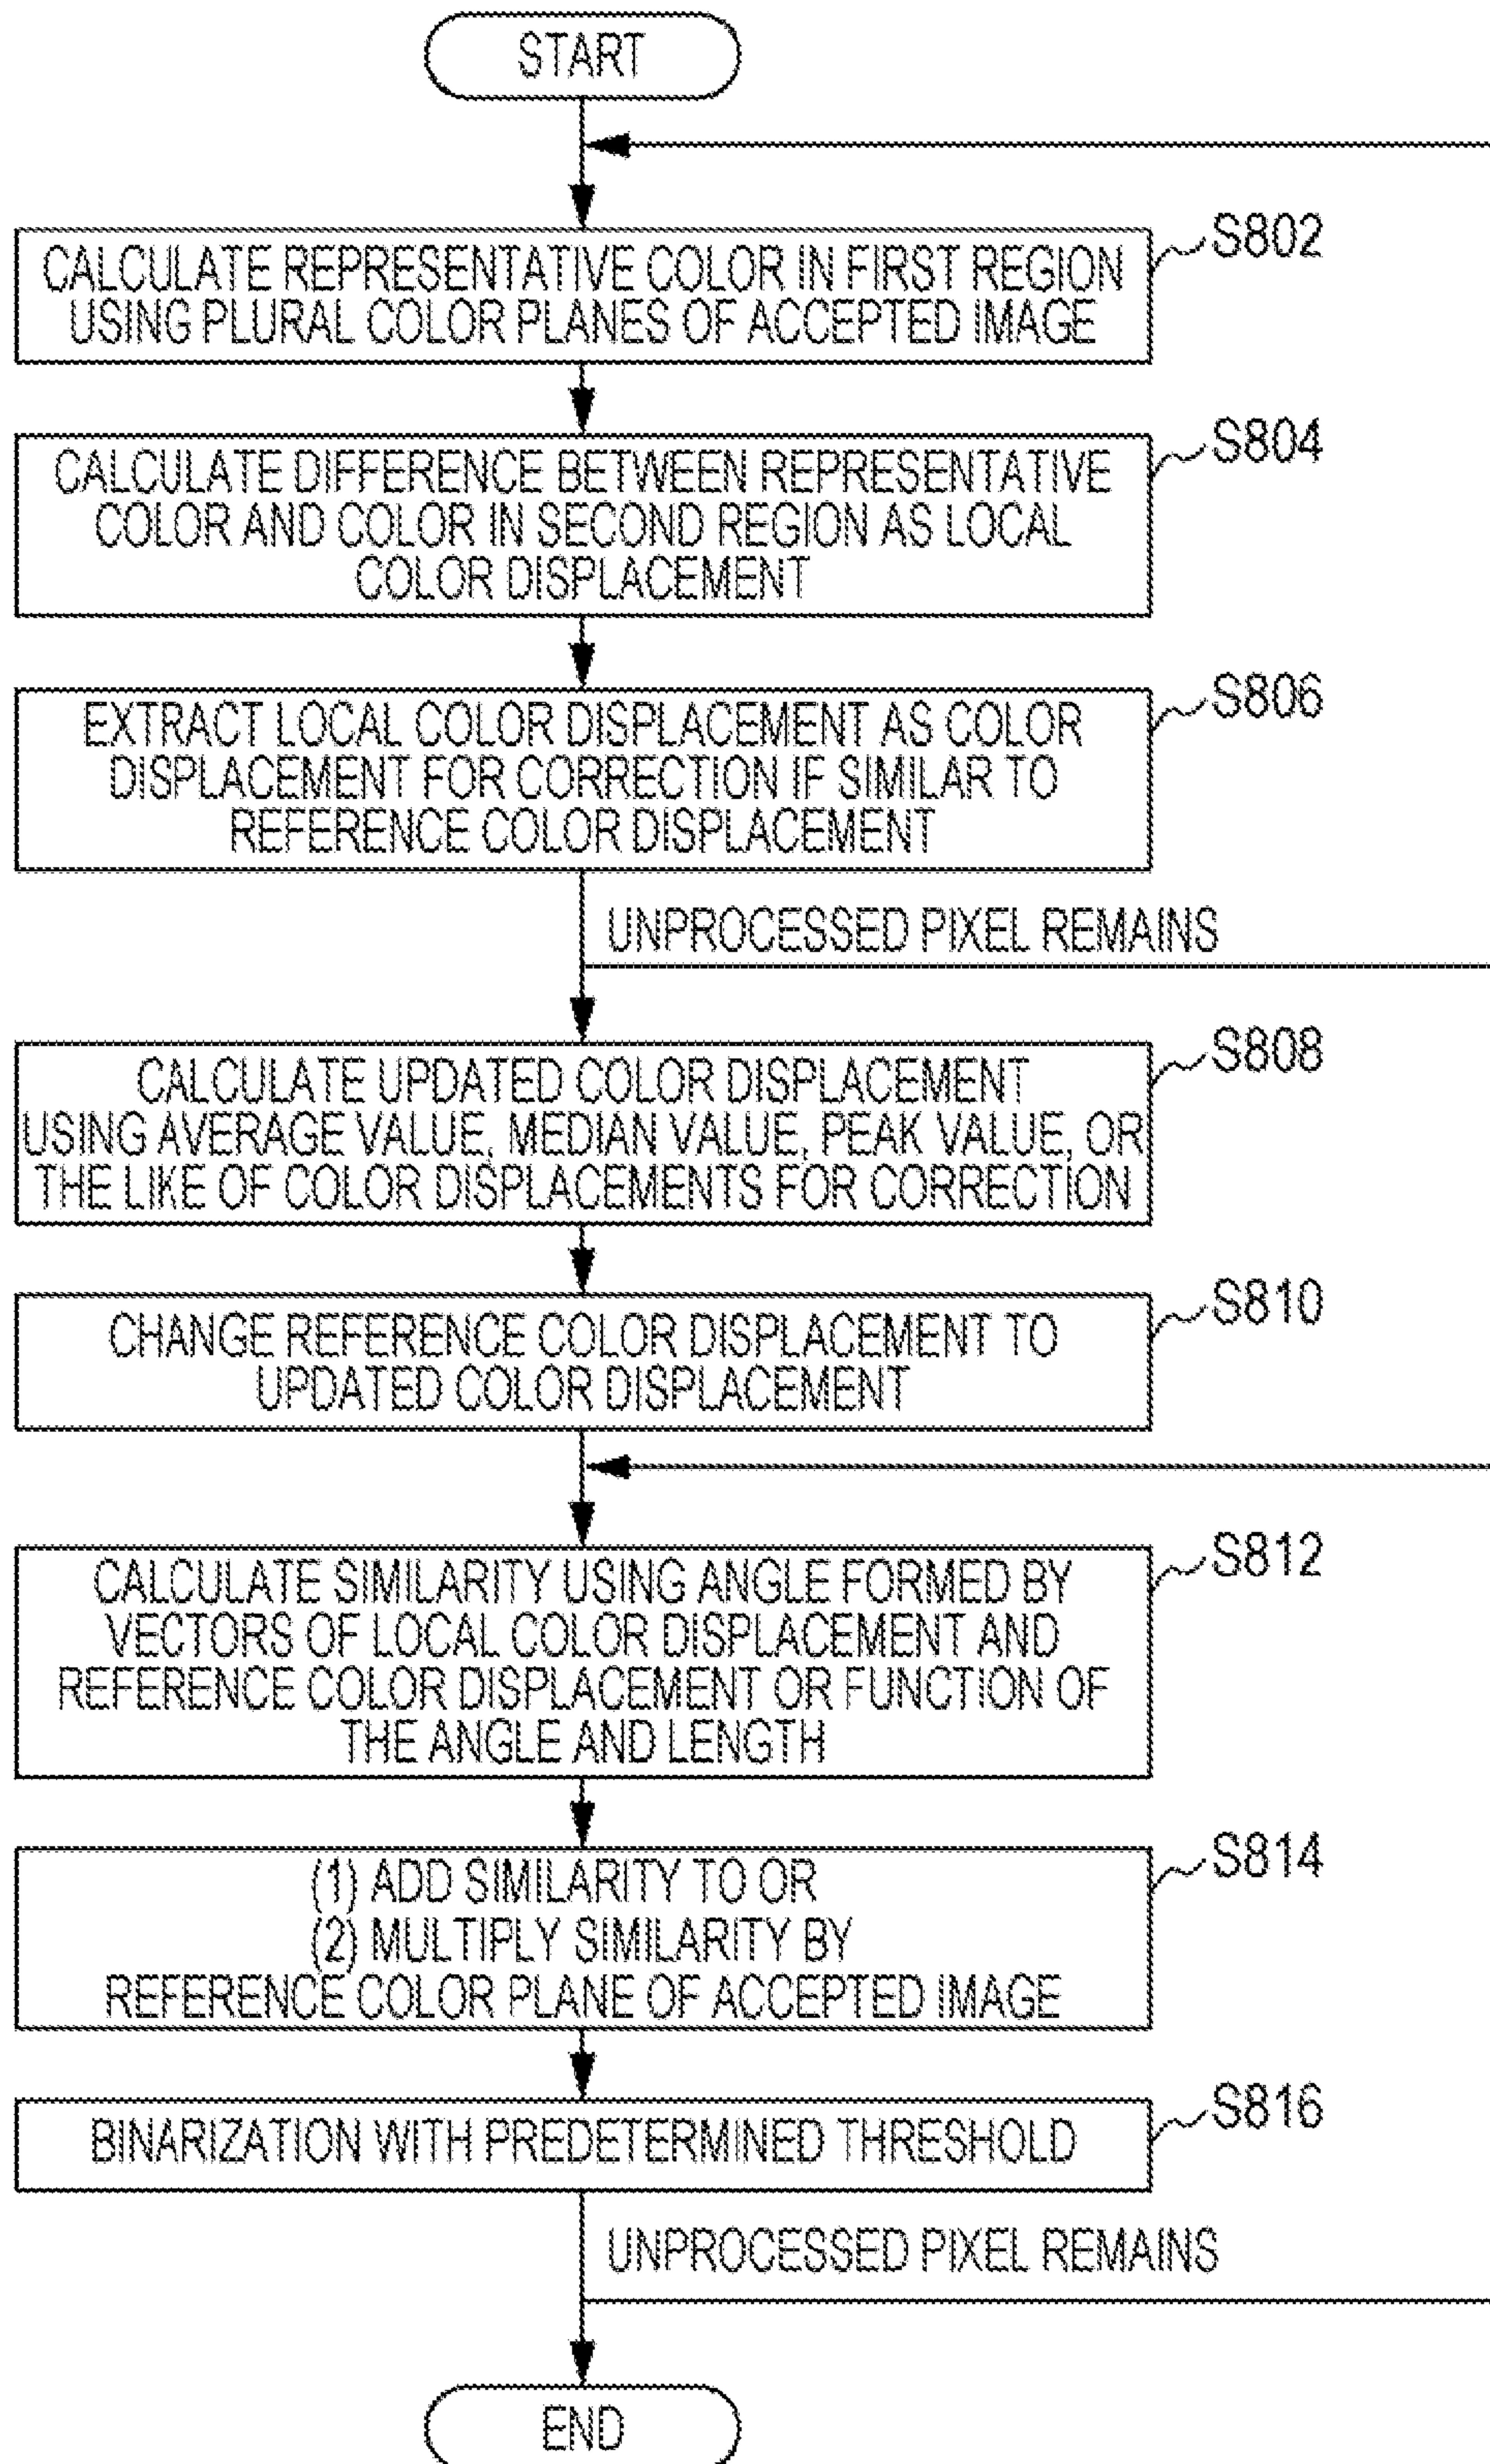 START
S802
CALCULATE REPRESENTATIVE COLOR IN FIRST REGION
USING PLURAL COLOR PLANES OF ACCEPTED IMAGE
S804
CALCULATE DIFFERENCE BETWEEN REPRESENTATIVE
COLOR AND COLOR IN SECOND REGION AS LOCAL
COLOR DISPLACEMENT
S806
EXTRACT LOCAL COLOR DISPLACEMENT AS COLOR
DISPLACEMENT FOR CORRECTION IF SIMILAR TO
REFERENCE COLOR DISPLACEMENT
UNPROCESSED PIXEL REMAINS
S808
CALCULATE UPDATED COLOR DISPLACEMENT
USING AVERAGE VALUE, MEDIAN VALUE, PEAK VALUE, OR
THE LIKE OF COLOR DISPLACEMENTS FOR CORRECTION
S810
CHANGE REFERENCE COLOR DISPLACEMENT TO
UPDATED COLOR DISPLACEMENT
S812
CALCULATE SIMILARITY USING ANGLE FORMED BY
VECTORS OF LOCAL COLOR DISPLACEMENT AND
REFERENCE COLOR DISPLACEMENT OR FUNCTION OF
THE ANGLE AND LENGTH
S814
(1) ADD SIMILARITY TO OR
(2) MULTIPLY SIMILARITY BY
REFERENCE COLOR PLANE OF ACCEPTED IMAGE
S816
BINARIZATION WITH PREDETERMINED THRESHOLD
UNPROCESSED PIXEL REMAINS
END